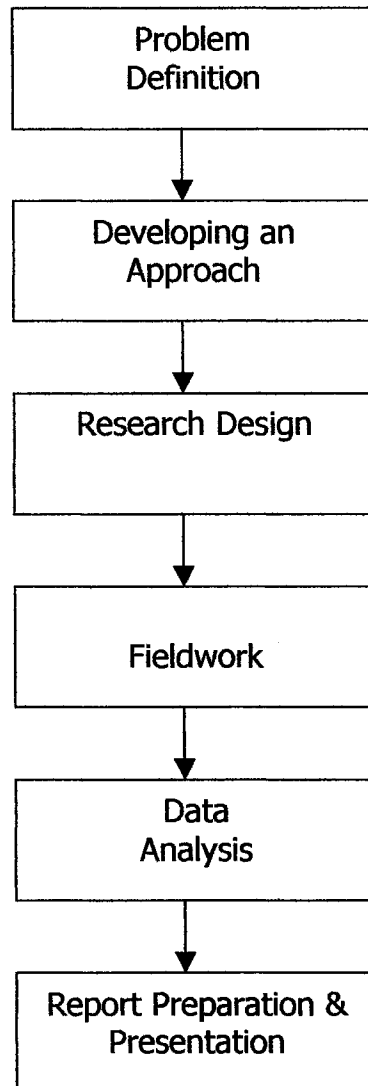 Problem
Definition
Developing an
Approach
Research Design
Fieldwork
Data
Analysis
Report Preparation &
Presentation